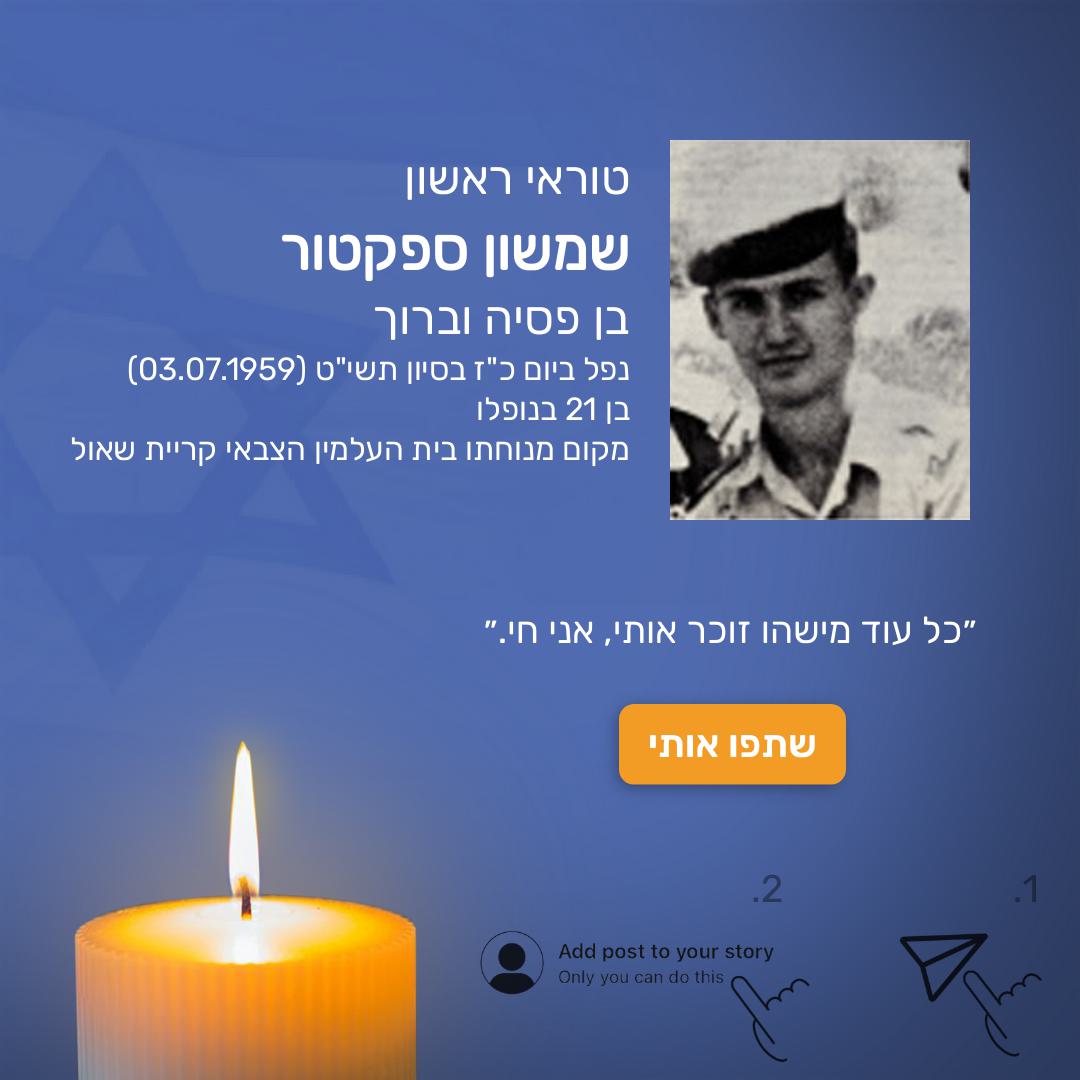 טוראי ראשון
שמשון ספקטור
בן פסיה וברוך
נפל ביום כ"ז בסיון תשי"ט (03.07.1959)
בן 21 בנופלו
מקום מנוחתו בית העלמין הצבאי קריית שאול
״כל עוד מישהו זוכר אותי, אני חי.״
שתפו אותי
.1
.2
Add post to your story
Only you can do this